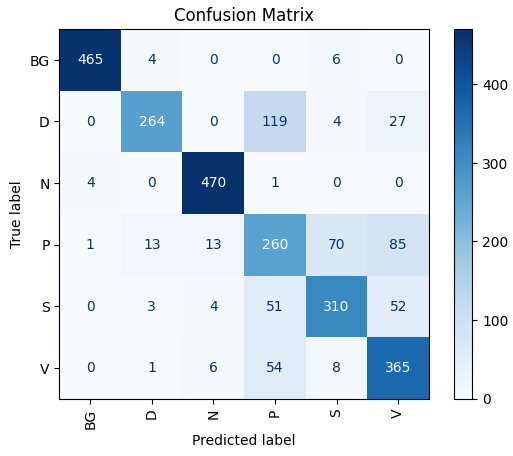 Confusion Matrix
BG 465 4 0 0 6 0
D 0 264 0 119 4 27
N 4 0 470 1 0 0
P 1 13 13 260 70 85
S 0 3 4 51 310 52
V 0 1 6 54 8 365
BG D N P S V
True label
Predicted label
400
300
200
100
0